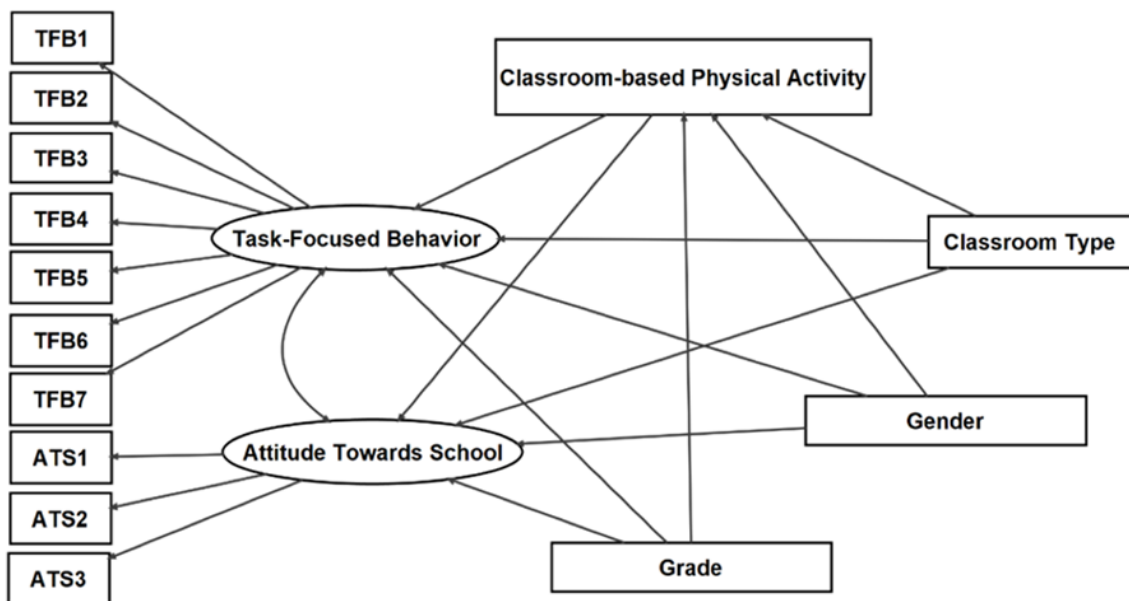 TFB1
TFB2
TFB3
TFB4
TFB5
TFB6
TFB7
ATS1
ATS2
ATS3
Classroom-based Physical Activity
Task-Focused Behavior
Classroom Type
Gender
Attitude Towards School
Grade